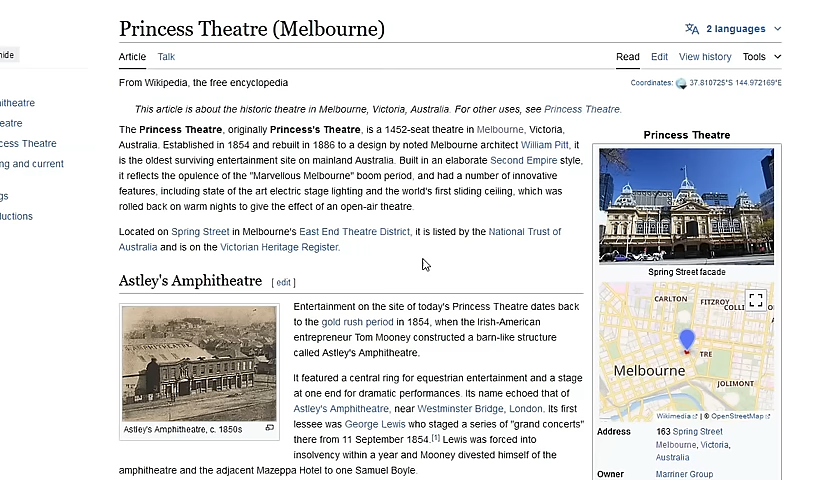 Princess Theatre (Melbourne)
2 languages
hide
Article Talk
Read Edit View history Tools
From Wikipedia, the free encyclopedia
Coordinates: 37.810725°S 144.972169°E
This article is about the historic theatre in Melbourne, Victoria, Australia. For other uses, see Princess Theatre.
The Princess Theatre, originally Princess's Theatre, is a 1452-seat theatre in Melbourne, Victoria,
Australia. Established in 1854 and rebuilt in 1886 to a design by noted Melbourne architect William Pitt, it
is the oldest surviving entertainment site on mainland Australia. Built in an elaborate Second Empire style,
it reflects the opulence of the "Marvellous Melbourne" boom period, and had a number of innovative
features, including state of the art electric stage lighting and the world's first sliding ceiling, which was
rolled back on warm nights to give the effect of an open-air theatre.
Located on Spring Street in Melbourne's East End Theatre District, it is listed by the National Trust of
Australia and is on the Victorian Heritage Register.
Astley's Amphitheatre [ edit ]
Entertainment on the site of today's Princess Theatre dates back
to the gold rush period in 1854, when the Irish-American
entrepreneur Tom Mooney constructed a barn-like structure
called Astley's Amphitheatre.
It featured a central ring for equestrian entertainment and a stage
at one end for dramatic performances. Its name echoed that of
Astley's Amphitheatre, near Westminster Bridge, London. Its first
lessee was George Lewis who staged a series of "grand concerts"
there from 11 September 1854.[1] Lewis was forced into
insolvency within a year and Mooney divested himself of the
amphitheatre and the adjacent Mazeppa Hotel to one Samuel Boyle.
Astley's Amphitheatre, c. 1850s
hitheatre
eatre
cess Theatre
ng and current
gs
ductions
Princess Theatre
Spring Street facade
CARLTON
FITZROY
COLLI
TRE
Melbourne
JOLIMONT
Wikimedia | © OpenStreetMap
Address 163 Spring Street
Melbourne, Victoria,
Australia
Owner Marriner Group